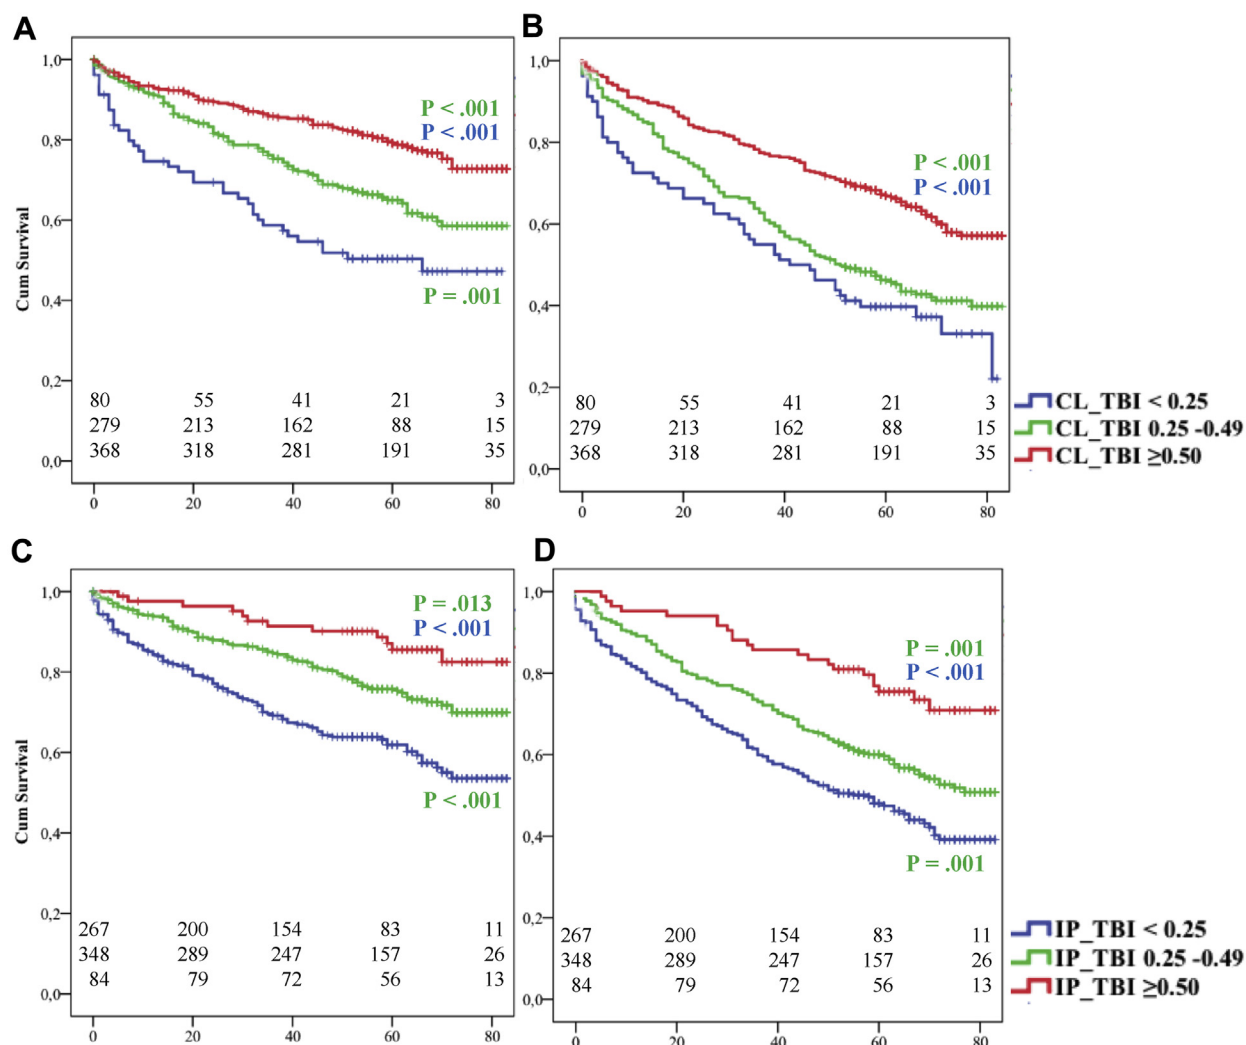 A
1,0
0,8
0,6
0,4
0,2
0,0
Cum Survival
P < .001
P < .001
P = .001
80 55 41 21 3
279 213 162 88 15
368 318 281 191 35
0 20 40 60 80
B
1,0
0,8
0,6
0,4
0,2
0,0
P < .001
P < .001
80 55 41 21 3
279 213 162 88 15
368 318 281 191 35
0 20 40 60 80
CL_TBI < 0.25
CL_TBI 0.25 -0.49
CL_TBI ≥0.50
C
1,0
0,8
0,6
0,4
0,2
0,0
Cum Survival
P = .013
P < .001
P < .001
267 200 154 83 11
348 289 247 157 26
84 79 72 56 13
0 20 40 60 80
D
1,0
0,8
0,6
0,4
0,2
0,0
P = .001
P < .001
P = .001
267 200 154 83 11
348 289 247 157 26
84 79 72 56 13
0 20 40 60 80
IP_TBI < 0.25
IP_TBI 0.25 -0.49
IP_TBI ≥0.50